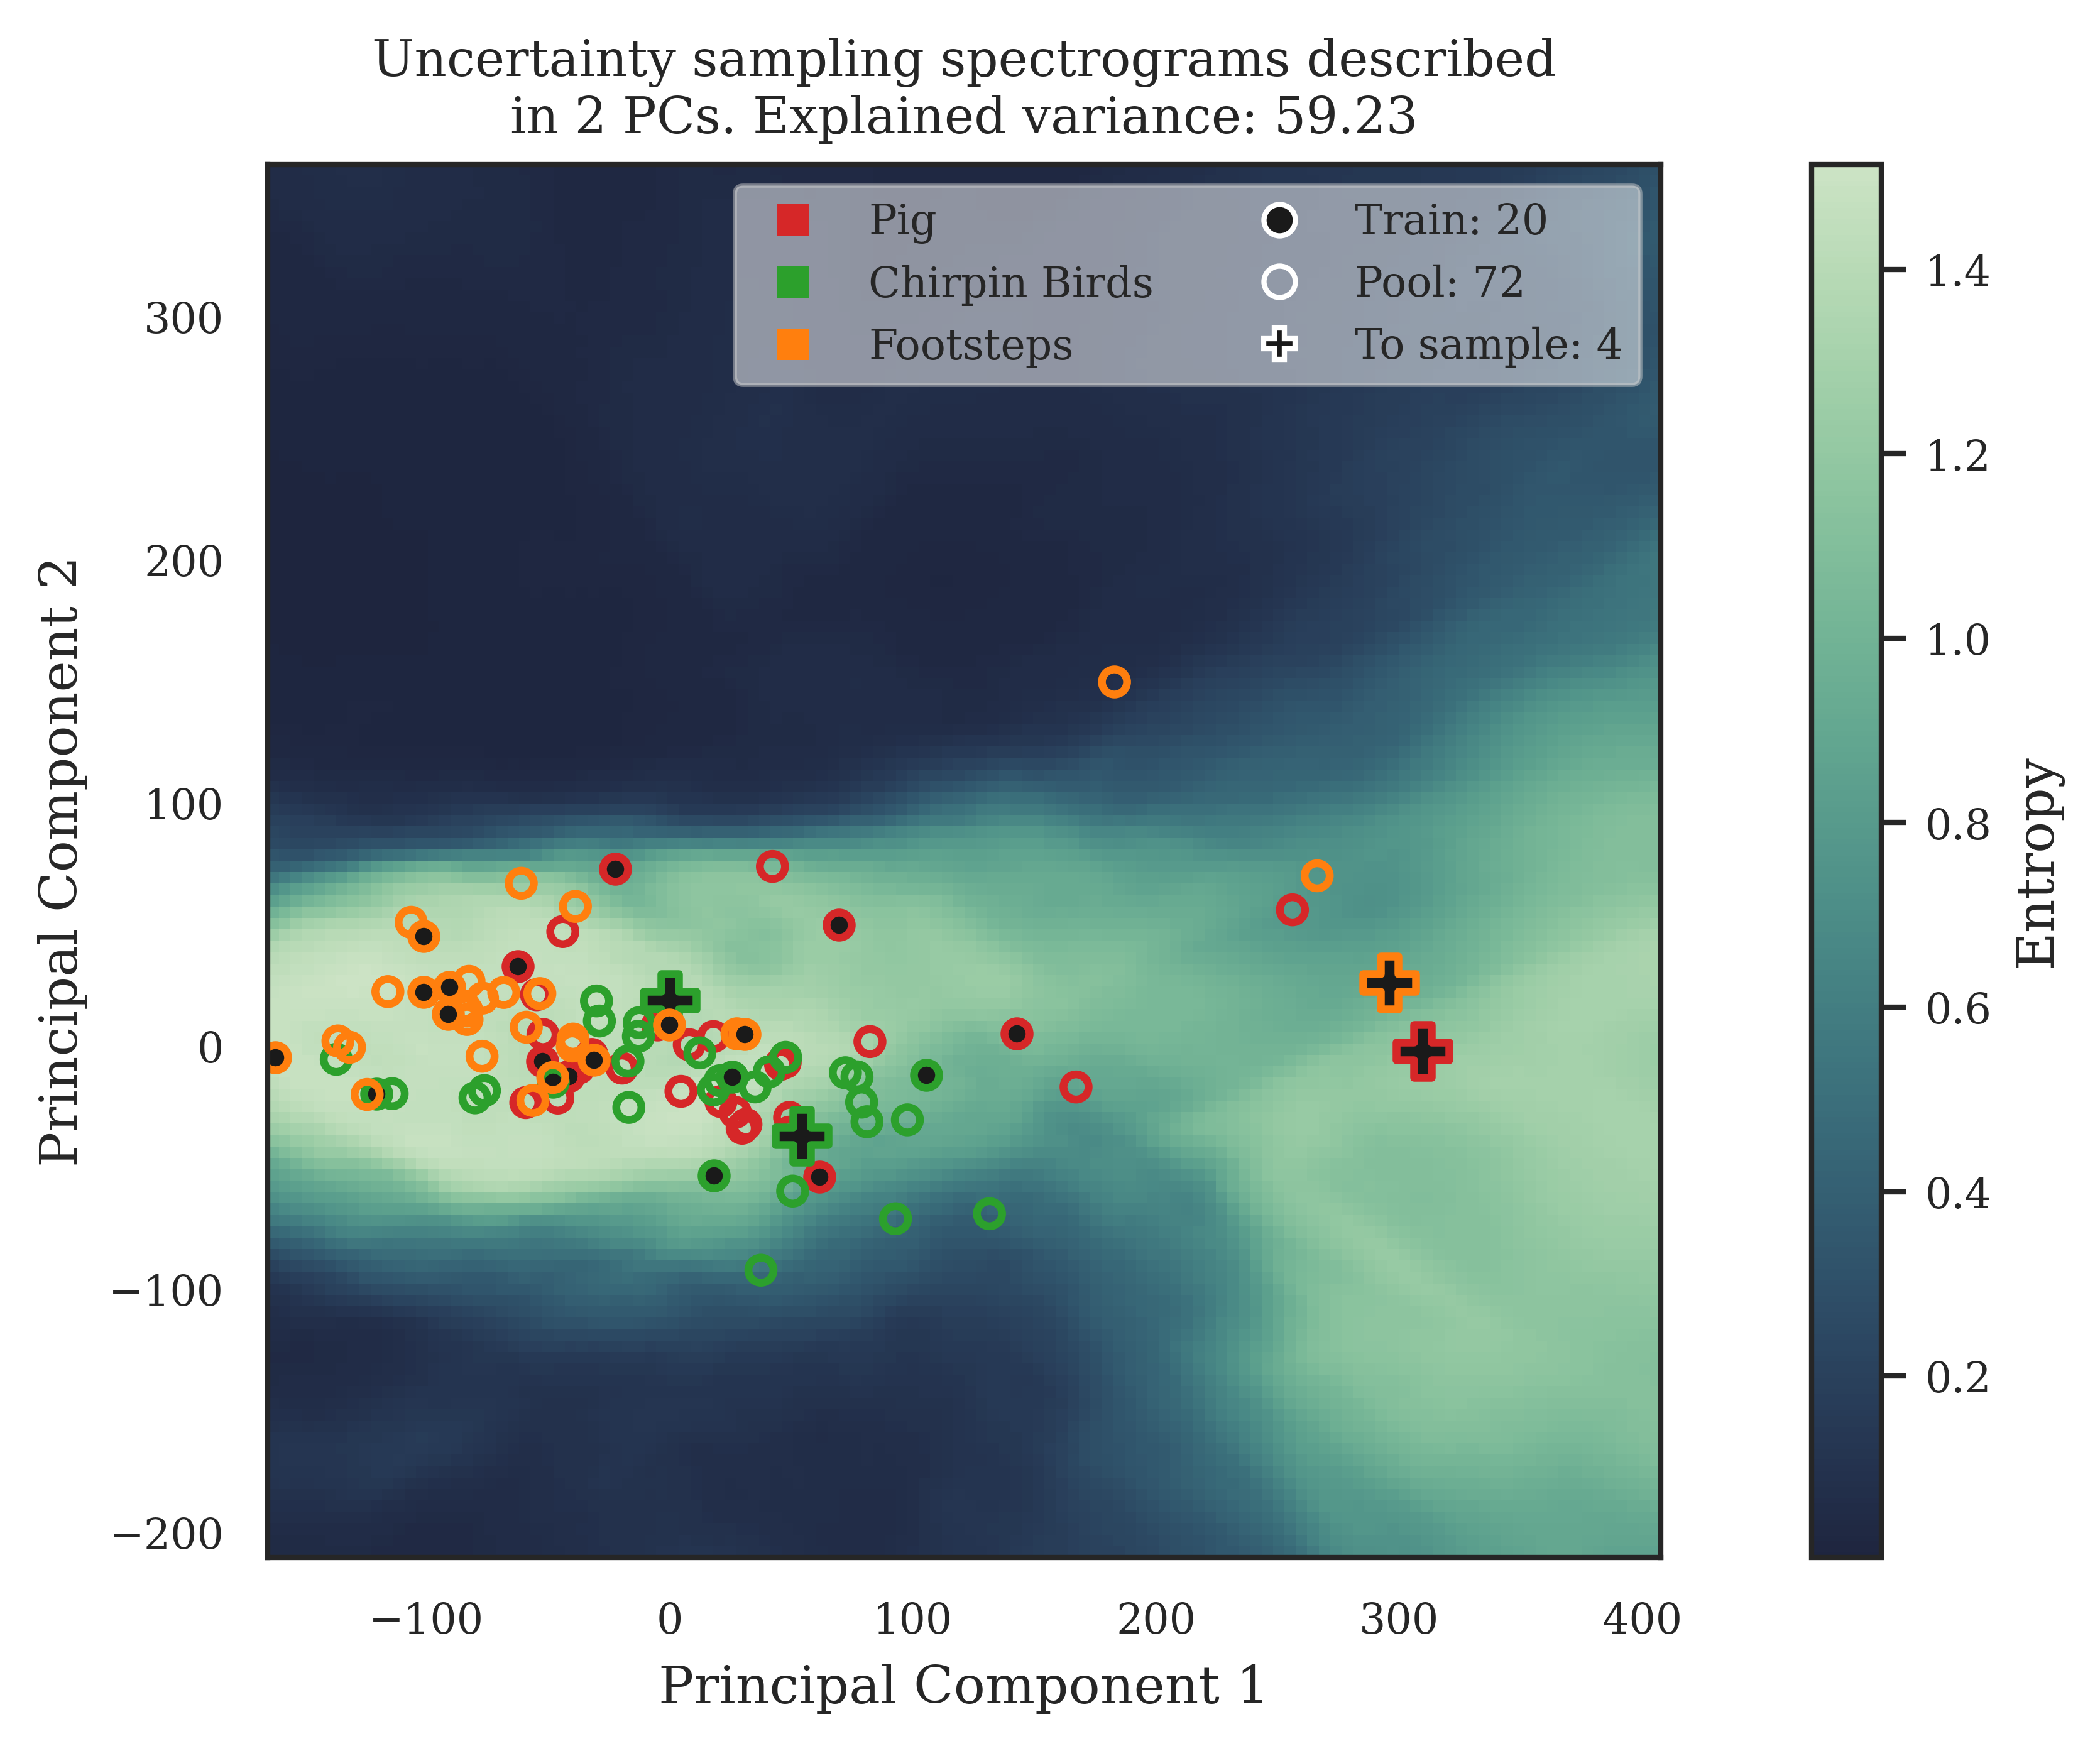 Uncertainty sampling spectrograms described
in 2 PCs. Explained variance: 59.23
Pig
Chirpin Birds
Footsteps
Train: 20
Pool: 72
To sample: 4
Principal Component 2
300
200
100
0
−100
−200
−100
0
100
200
300
400
Principal Component 1
1.4
1.2
1.0
0.8
0.6
0.4
0.2
Entropy